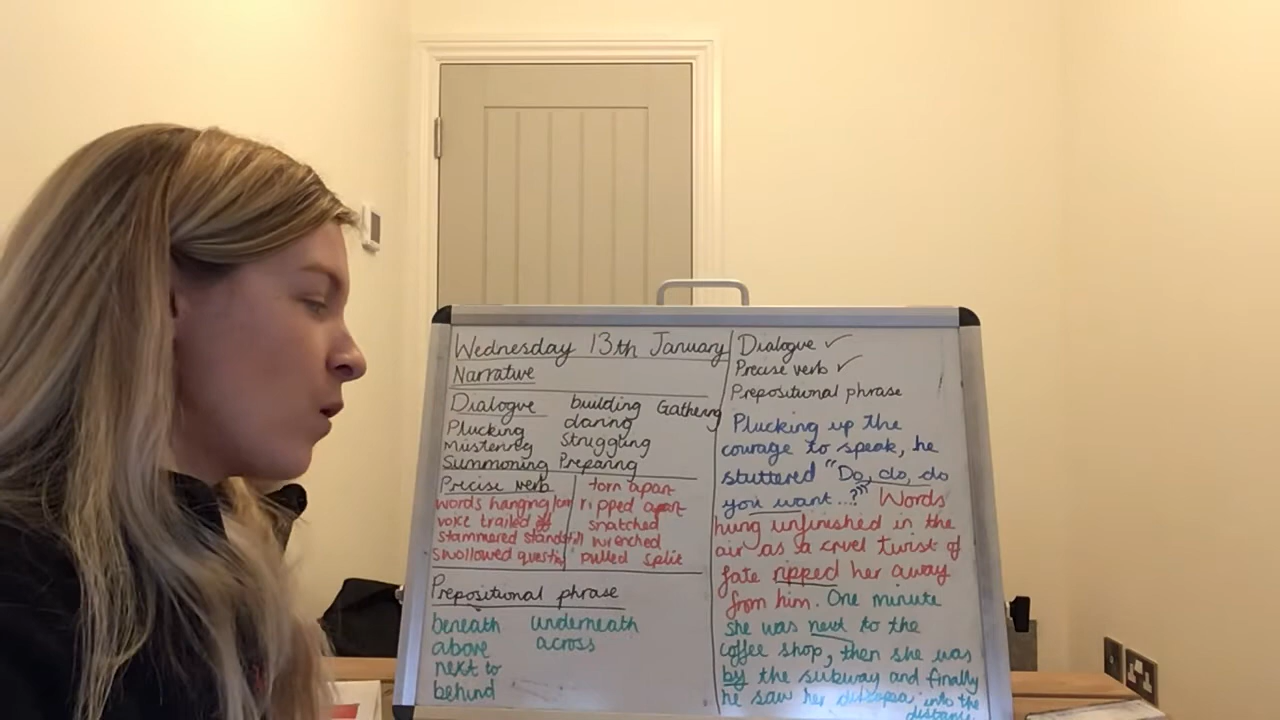 Wednesday 13th January
Narrative
Dialogue building Gathering
Plucking daring
Mustering Struggling
Summoning Preparing
Precise verb torn apart
words hanging ripped apart
voice trailed off snatched
stammered standstill wrenched
swallowed question pulled split
Prepositional phrase
beneath underneath
above across
next to
behind
Dialogue ✓
Precise verb ✓
Prepositional phrase
Plucking up the
courage to speak, he
stuttered "Do, do, do
you want...?" Words
hung unfinished in the
air as a cruel twist of
fate ripped her away
from him. One minute
she was next to the
coffee shop, then she was
by the subway and finally
he saw her into the
distance